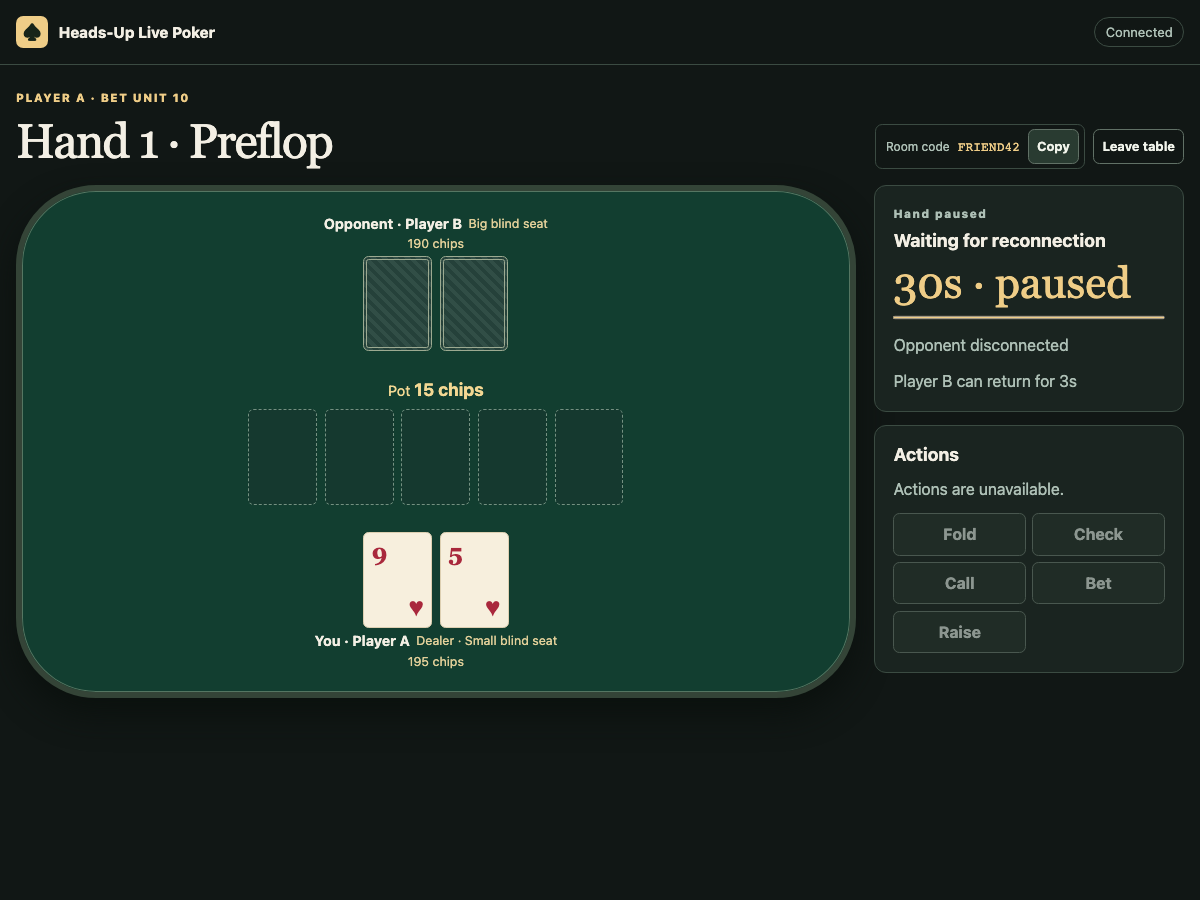 Heads-Up Live Poker
Connected
PLAYER A · BET UNIT 10
Hand 1 · Preflop
Room code FRIEND42 Copy Leave table
Opponent · Player B Big blind seat
190 chips
Pot 15 chips
9 5
You · Player A Dealer · Small blind seat
195 chips
Hand paused
Waiting for reconnection
30s · paused
Opponent disconnected
Player B can return for 3s
Actions
Actions are unavailable.
Fold Check
Call Bet
Raise